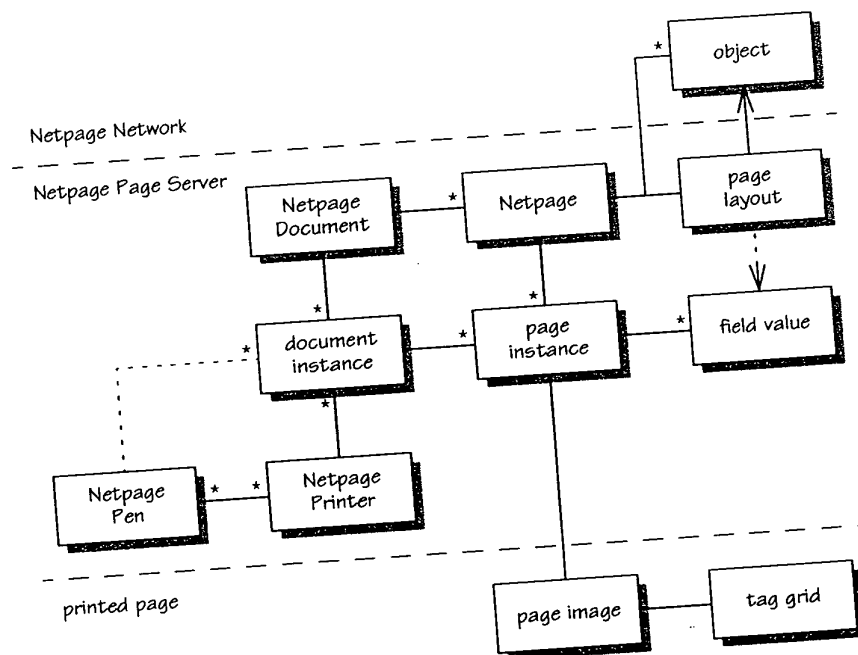 object
Netpage Network
Netpage Page Server
Netpage
Document
*
Netpage
page
layout
*
*
*
*
document
instance
*
page
instance
*
field value
*
*
Netpage
Pen
*
*
Netpage
Printer
printed page
page image
tag grid